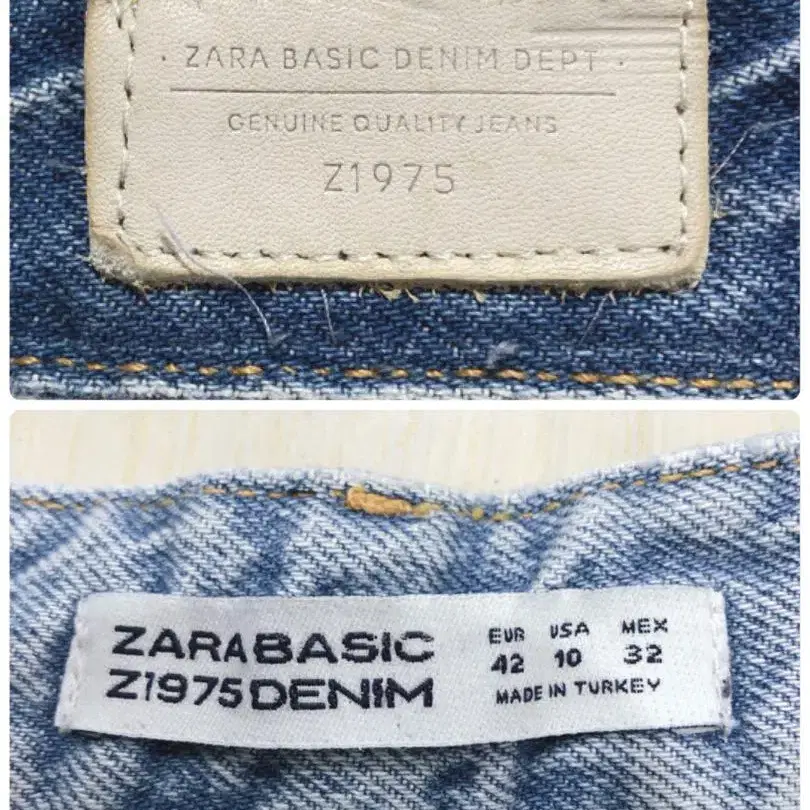 · ZARA BASIC DENIM DEPT ·
GENUINE QUALITY JEANS
Z1975
ZARABASIC
Z1975DENIM
EUR USA MEX
42 10 32
MADE IN TURKEY